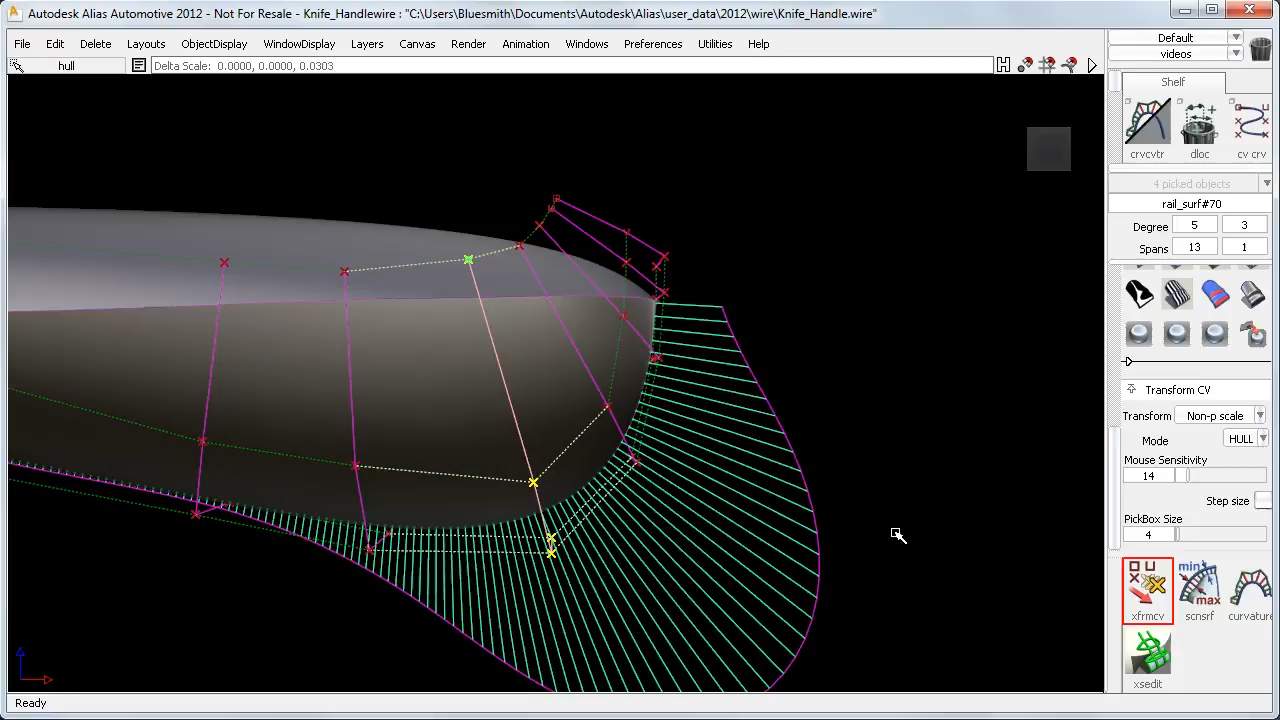 Autodesk Alias Automotive 2012 - Not For Resale - Knife_Handlewire : "C:\Users\Bluesmith\Documents\Autodesk\Alias\user_data\2012\wire\Knife_Handle.wire"
File Edit Delete Layouts ObjectDisplay WindowDisplay Layers Canvas Render Animation Windows Preferences Utilities Help
hull
Delta Scale: 0.0000, 0.0000, 0.0303
Default
videos
Shelf
crvcvtr dloc cv crv
4 picked objects
rail_surf#70
Degree 5 3
Spans 13 1
Transform CV
Transform Non-p scale
Mode HULL
Mouse Sensitivity
14
Step size
PickBox Size
4
min
max
xfrmcv scnsrf curvature
xsedit
Ready